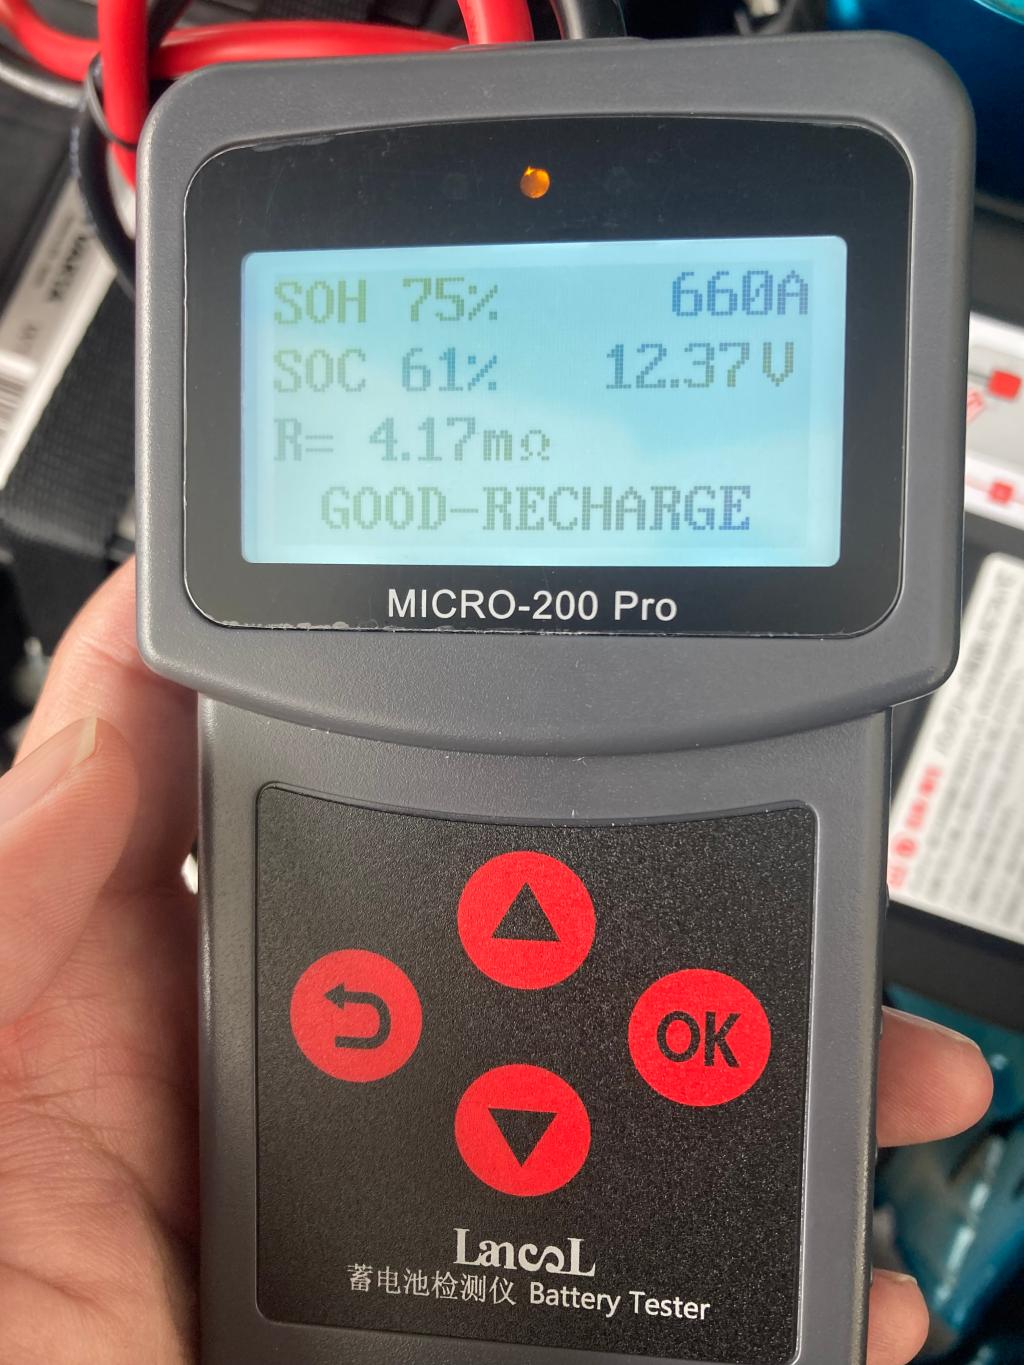 SOH 75% 660A
SOC 61% 12.37V
R= 4.17mΩ
GOOD-RECHARGE
MICRO-200 Pro
OK
LancoL
蓄电池检测仪 Battery Tester